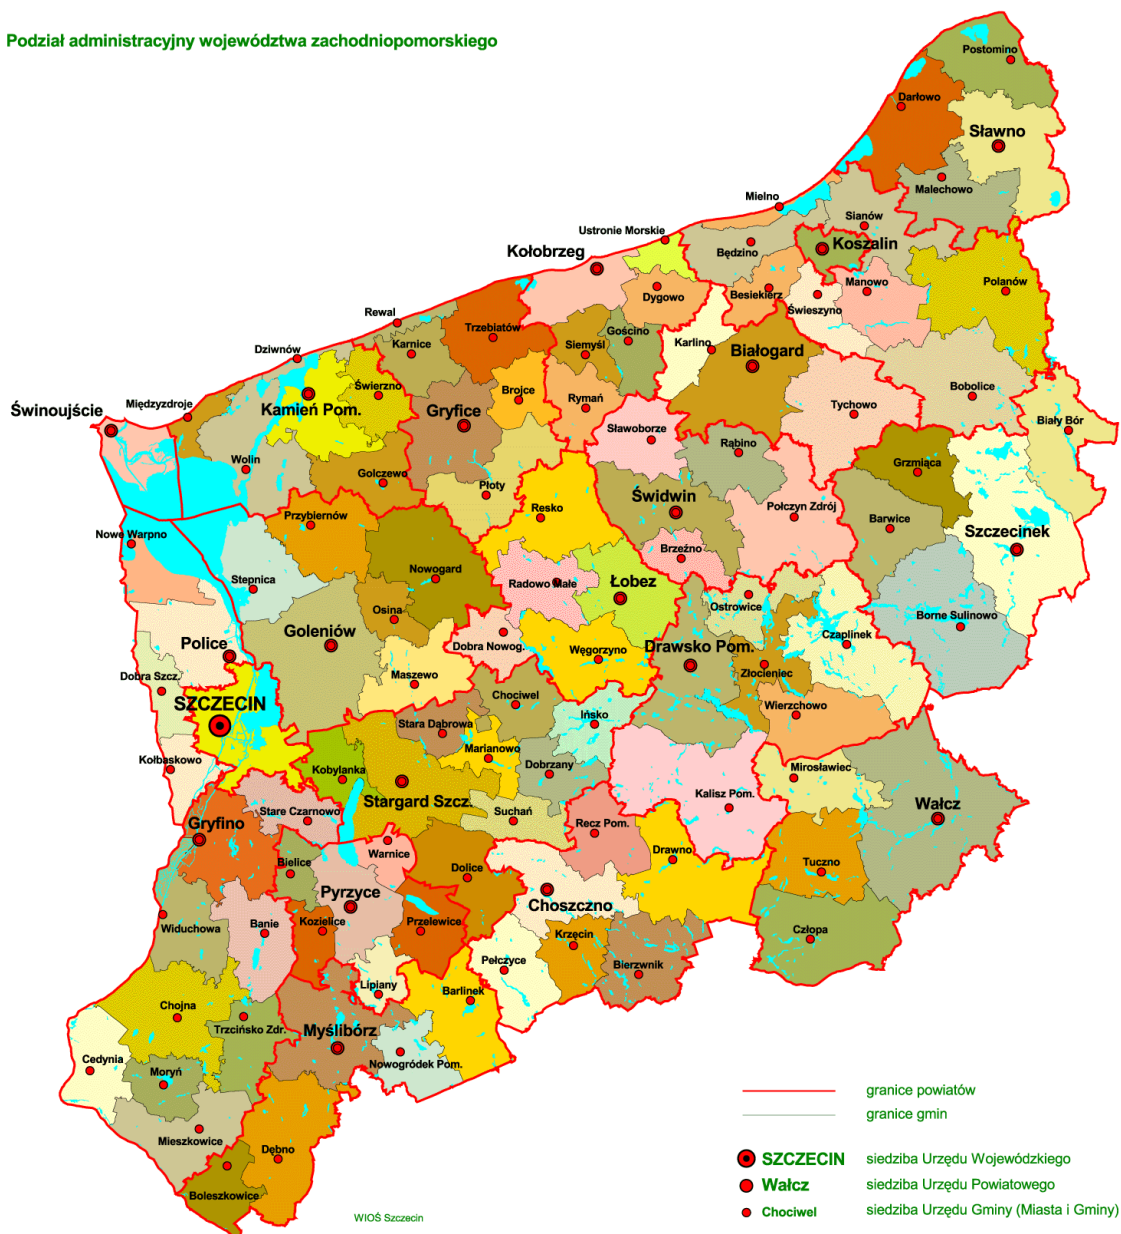 Podział administracyjny województwa zachodniopomorskiego
Postomino
Darłowo
Sławno
Malechowo
Mielno
Sianów
Ustronie Morskie
Koszalin
Kołobrzeg
Będzino
Manowo
Polanów
Dygowo
Besiekierz
Świeszyno
Rewal
Trzebiatów
Gościno
Karnice
Siemyśl
Karlino
Białogard
Dziwnów
Świerzno
Brojce
Rymań
Bobolice
Międzyzdroje
Świnoujście
Kamień Pom.
Gryfice
Tychowo
Biały Bór
Sławoborze
Rąbino
Wolin
Golczewo
Grzmiąca
Płoty
Świdwin
Resko
Połczyn Zdrój
Przybiernów
Barwice
Szczecinek
Nowe Warpno
Brzeźno
Nowogard
Stepnica
Radowo Małe
Łobez
Osina
Ostrowice
Borne Sulinowo
Goleniów
Czaplinek
Police
Dobra Nowog.
Węgorzyno
Drawsko Pom.
Dobra Szcz.
Maszewo
Złocieniec
Chociwel
SZCZECIN
Wierzchowo
Ińsko
Stara Dąbrowa
Marianowo
Kołbaskowo
Kobylanka
Dobrzany
Mirosławiec
Stargard Szcz.
Kalisz Pom.
Wałcz
Stare Czarnowo
Suchań
Gryfino
Recz Pom.
Warnice
Drawno
Bielice
Dolice
Tuczno
Pyrzyce
Choszczno
Widuchowa
Banie
Kozielice
Przelewice
Krzęcin
Człopa
Pełczyce
Bierzwnik
Lipiany
Barlinek
Chojna
Trzcińsko Zdr.
Myślibórz
Cedynia
Moryń
Nowogródek Pom.
Mieszkowice
Dębno
Boleszkowice
granice powiatów
granice gmin
SZCZECIN siedziba Urzędu Wojewódzkiego
Wałcz siedziba Urzędu Powiatowego
Chociwel siedziba Urzędu Gminy (Miasta i Gminy)
WIOŚ Szczecin